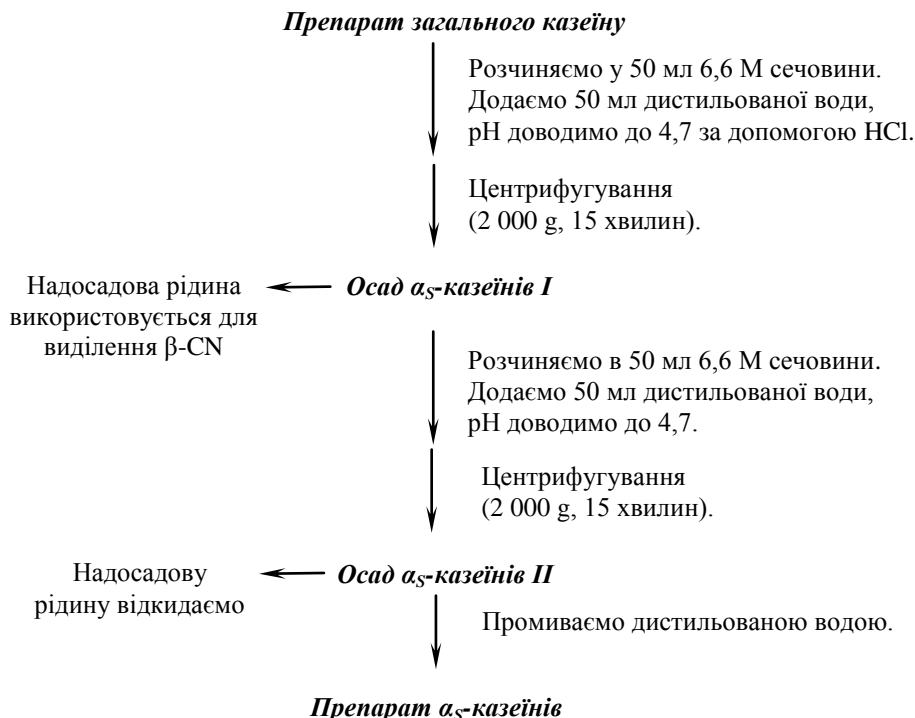 Препарат загального казеїну
Розчиняємо у 50 мл 6,6 М сечовини.
Додаємо 50 мл дистильованої води,
рН доводимо до 4,7 за допомогою HCl.
Центрифугування
(2 000 g, 15 хвилин).
Надосадова рідина
використовується для
виділення β-CN
Осад αS-казеїнів I
Розчиняємо в 50 мл 6,6 М сечовини.
Додаємо 50 мл дистильованої води,
рН доводимо до 4,7.
Центрифугування
(2 000 g, 15 хвилин).
Надосадову
рідину відкидаємо
Осад αS-казеїнів II
Промиваємо дистильованою водою.
Препарат αS-казеїнів